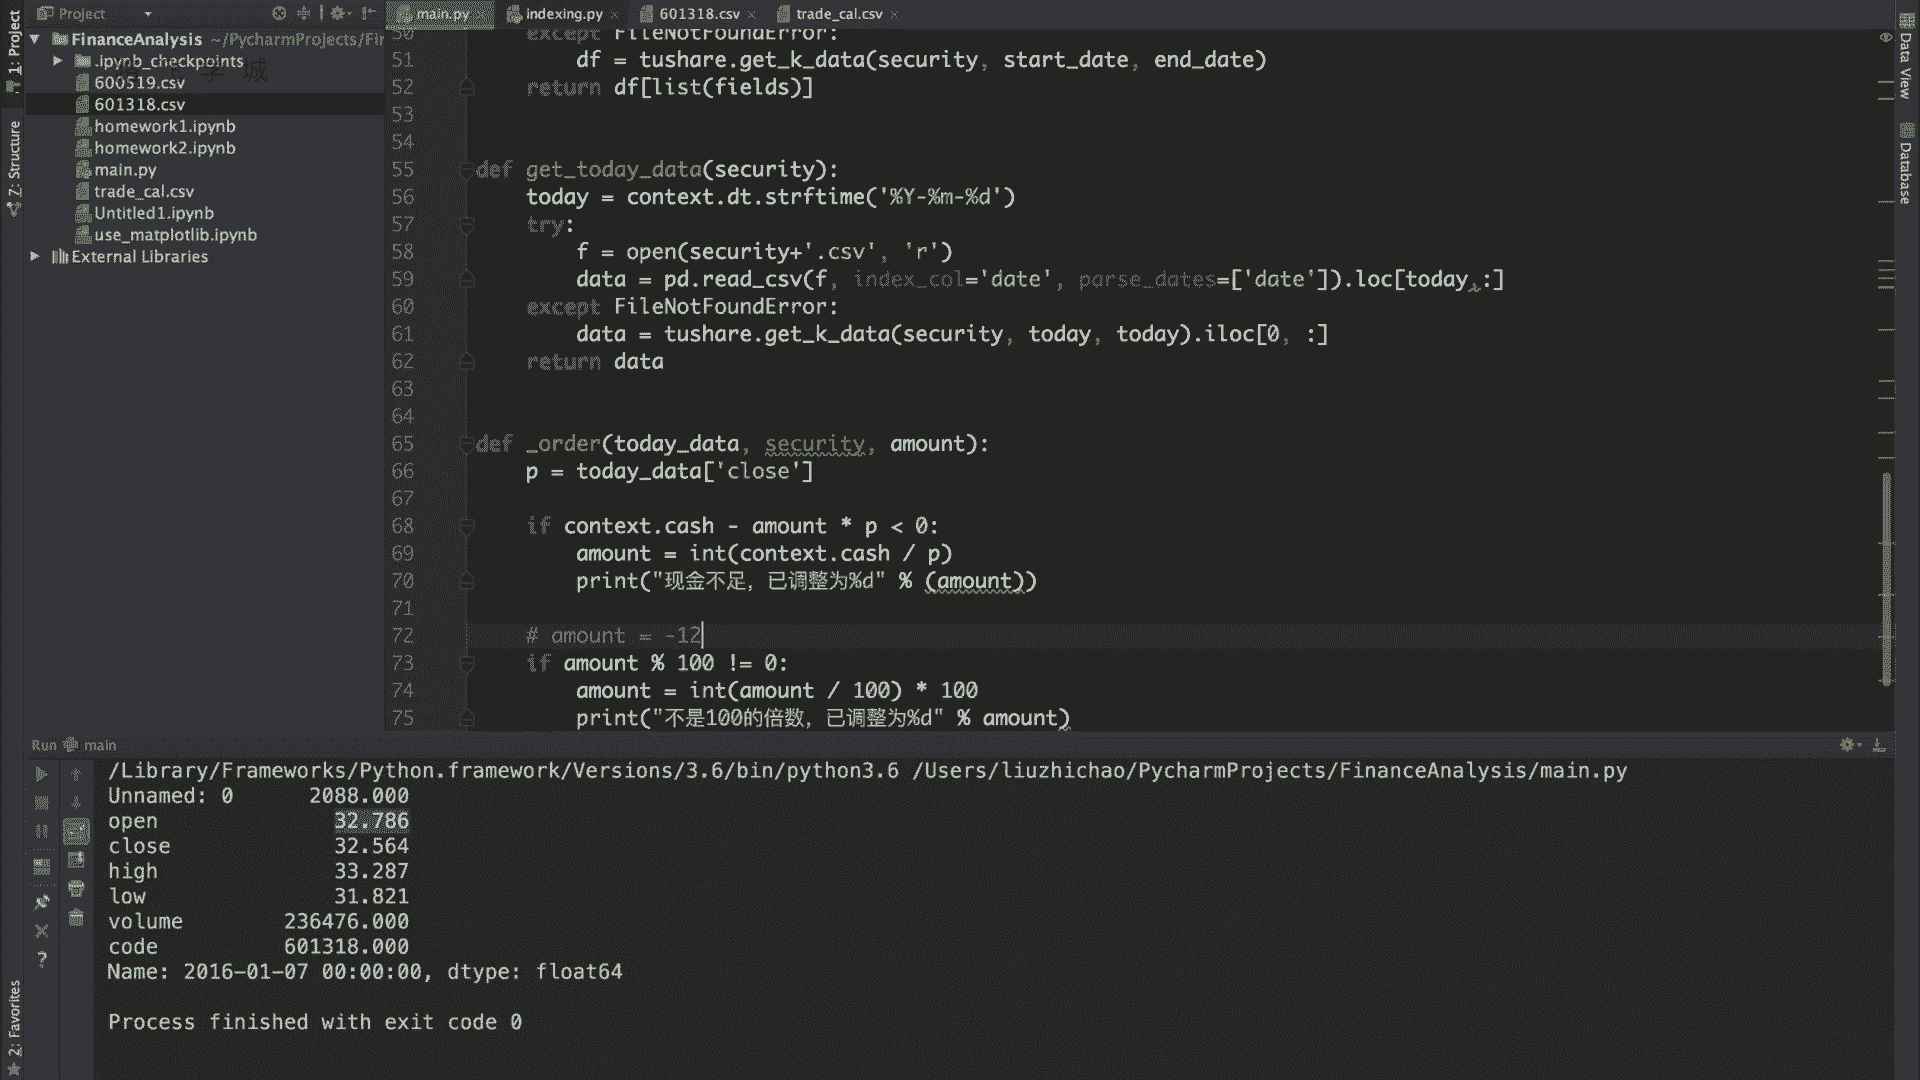 1: Project
Project
main.py
indexing.py
601318.csv
trade_cal.csv
FinanceAnalysis ~/PycharmProjects/Fir
.ipynb_checkpoints
600519.csv
601318.csv
homework1.ipynb
homework2.ipynb
main.py
trade_cal.csv
Untitled1.ipynb
use_matplotlib.ipynb
External Libraries
Z: Structure
Data View
Database
50 except FileNotFoundError:
51 df = tushare.get_k_data(security, start_date, end_date)
52 return df[list(fields)]
53
54
55 def get_today_data(security):
56 today = context.dt.strftime('%Y-%m-%d')
57 try:
58 f = open(security+'.csv', 'r')
59 data = pd.read_csv(f, index_col='date', parse_dates=['date']).loc[today,:]
60 except FileNotFoundError:
61 data = tushare.get_k_data(security, today, today).iloc[0, :]
62 return data
63
64
65 def _order(today_data, security, amount):
66 p = today_data['close']
67
68 if context.cash - amount * p < 0:
69 amount = int(context.cash / p)
70 print("现金不足，已调整为%d" % (amount))
71
72 # amount = -12
73 if amount % 100 != 0:
74 amount = int(amount / 100) * 100
75 print("不是100的倍数，已调整为%d" % amount)
Run main
/Library/Frameworks/Python.framework/Versions/3.6/bin/python3.6 /Users/liuzhichao/PycharmProjects/FinanceAnalysis/main.py
Unnamed: 0 2088.000
open 32.786
close 32.564
high 33.287
low 31.821
volume 236476.000
code 601318.000
Name: 2016-01-07 00:00:00, dtype: float64
Process finished with exit code 0
2: Favorites